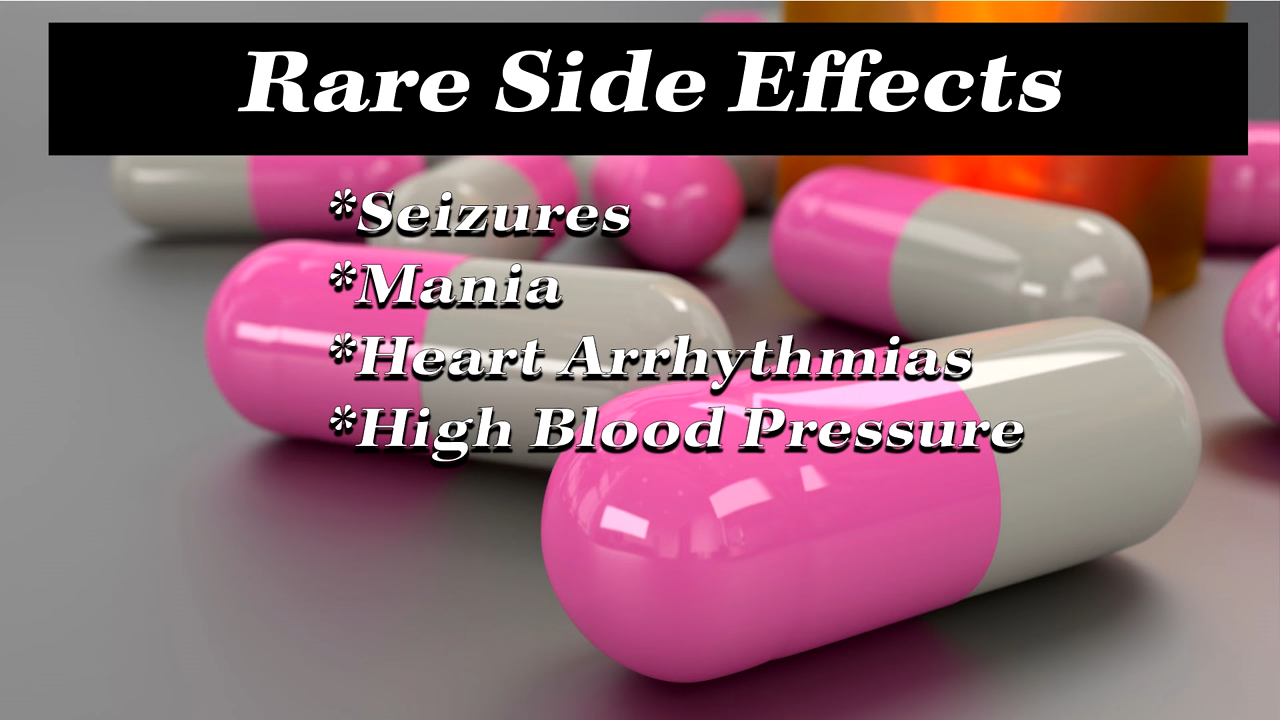 Rare Side Effects
*Seizures
*Mania
*Heart Arrhythmias
*High Blood Pressure